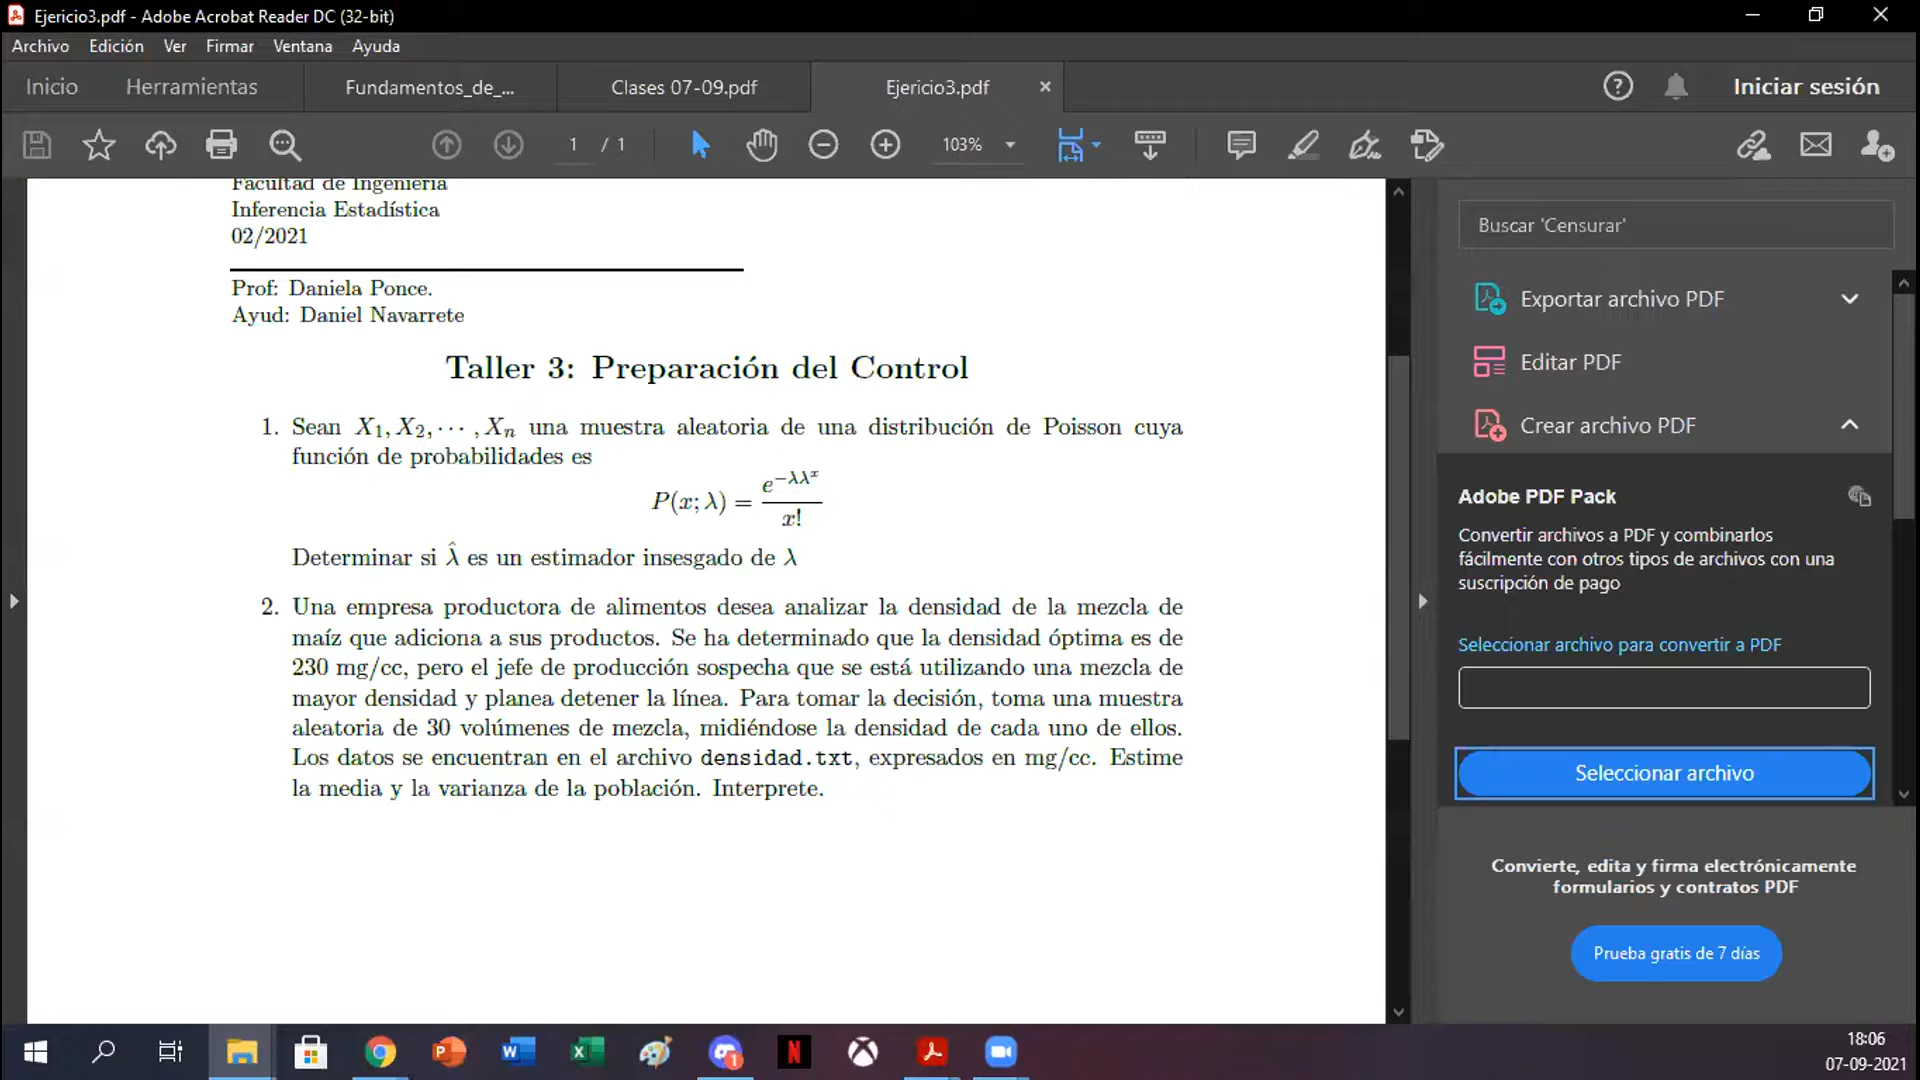 Ejericio3.pdf - Adobe Acrobat Reader DC (32-bit)
Archivo Edición Ver Firmar Ventana Ayuda
Inicio Herramientas Fundamentos_de_... Clases 07-09.pdf Ejericio3.pdf × Iniciar sesión
1 / 1 103%
Facultad de Ingeniería
Inferencia Estadística
02/2021
Prof: Daniela Ponce.
Ayud: Daniel Navarrete
Taller 3: Preparación del Control
1. Sean X₁, X₂, ⋯ , Xₙ una muestra aleatoria de una distribución de Poisson cuya
función de probabilidades es
P(x; λ) = e^{−λλ^x} / x!
Determinar si λ̂ es un estimador insesgado de λ
2. Una empresa productora de alimentos desea analizar la densidad de la mezcla de
maíz que adiciona a sus productos. Se ha determinado que la densidad óptima es de
230 mg/cc, pero el jefe de producción sospecha que se está utilizando una mezcla de
mayor densidad y planea detener la línea. Para tomar la decisión, toma una muestra
aleatoria de 30 volúmenes de mezcla, midiéndose la densidad de cada uno de ellos.
Los datos se encuentran en el archivo densidad.txt, expresados en mg/cc. Estime
la media y la varianza de la población. Interprete.
Buscar 'Censurar'
Exportar archivo PDF
Editar PDF
Crear archivo PDF
Adobe PDF Pack
Convertir archivos a PDF y combinarlos
fácilmente con otros tipos de archivos con una
suscripción de pago
Seleccionar archivo para convertir a PDF
Seleccionar archivo
Convierte, edita y firma electrónicamente
formularios y contratos PDF
Prueba gratis de 7 días
18:06
07-09-2021